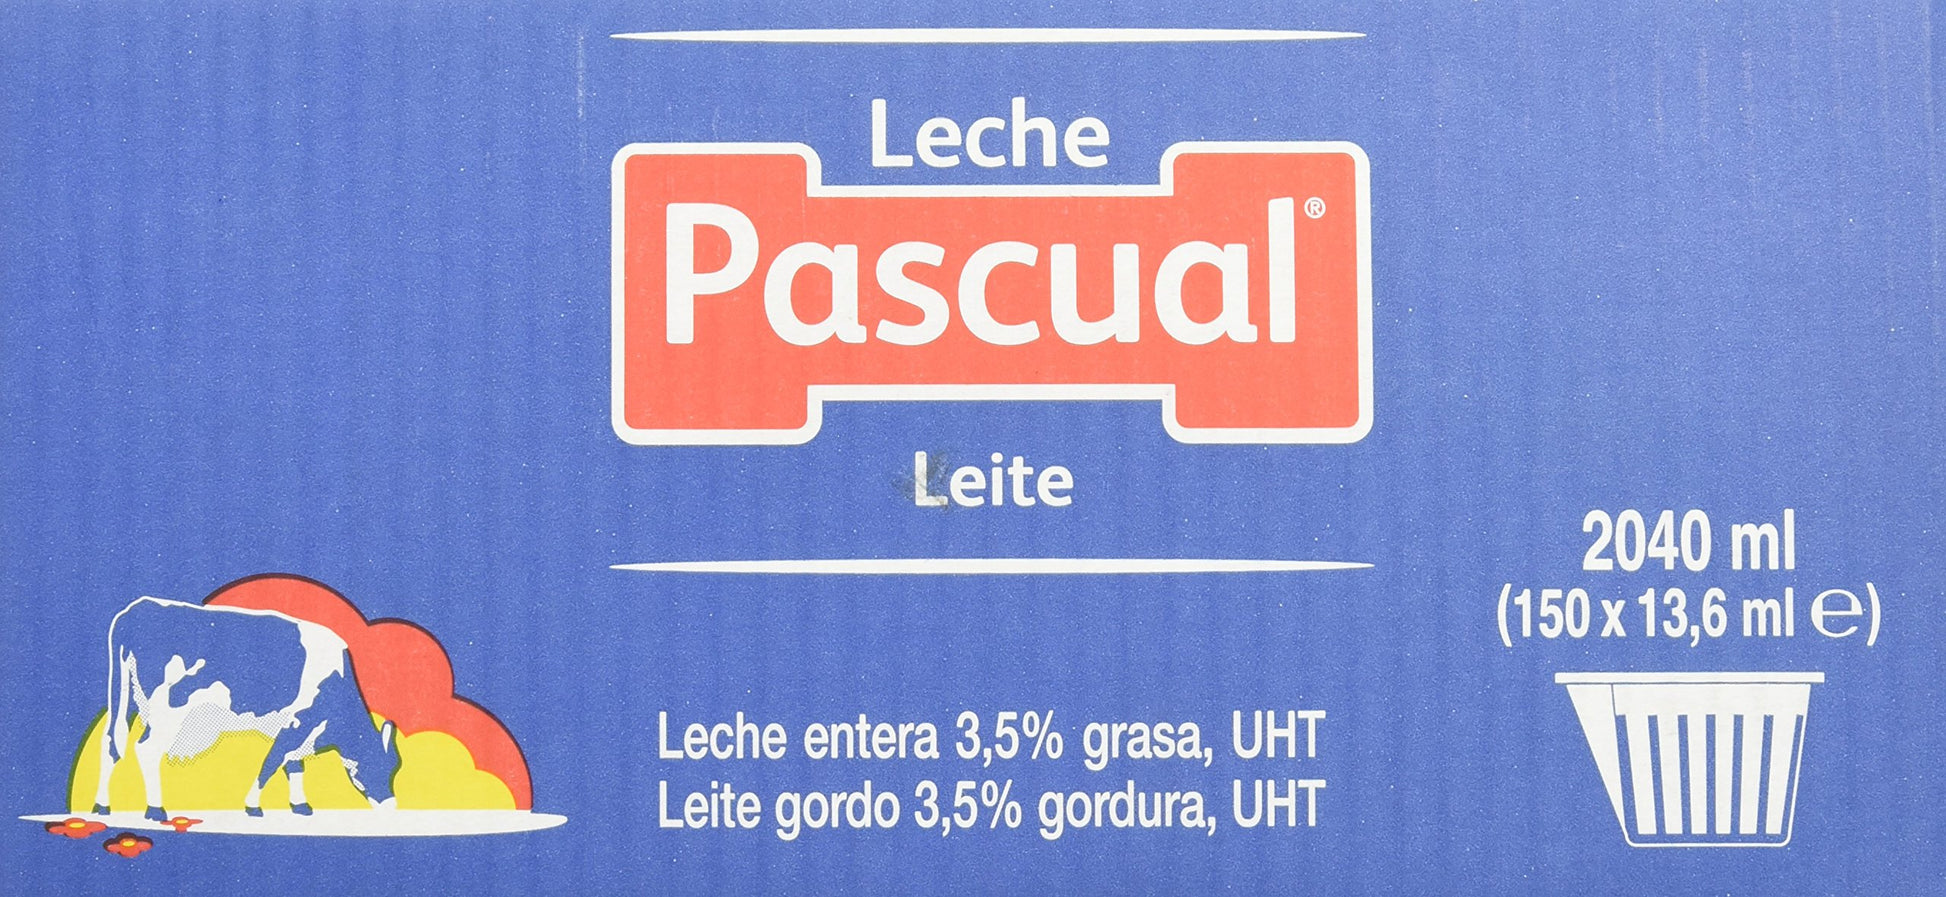 Leche
Pascual®
Leite
2040 ml
(150 x 13,6 ml ℮)
Leche entera 3,5% grasa, UHT
Leite gordo 3,5% gordura, UHT